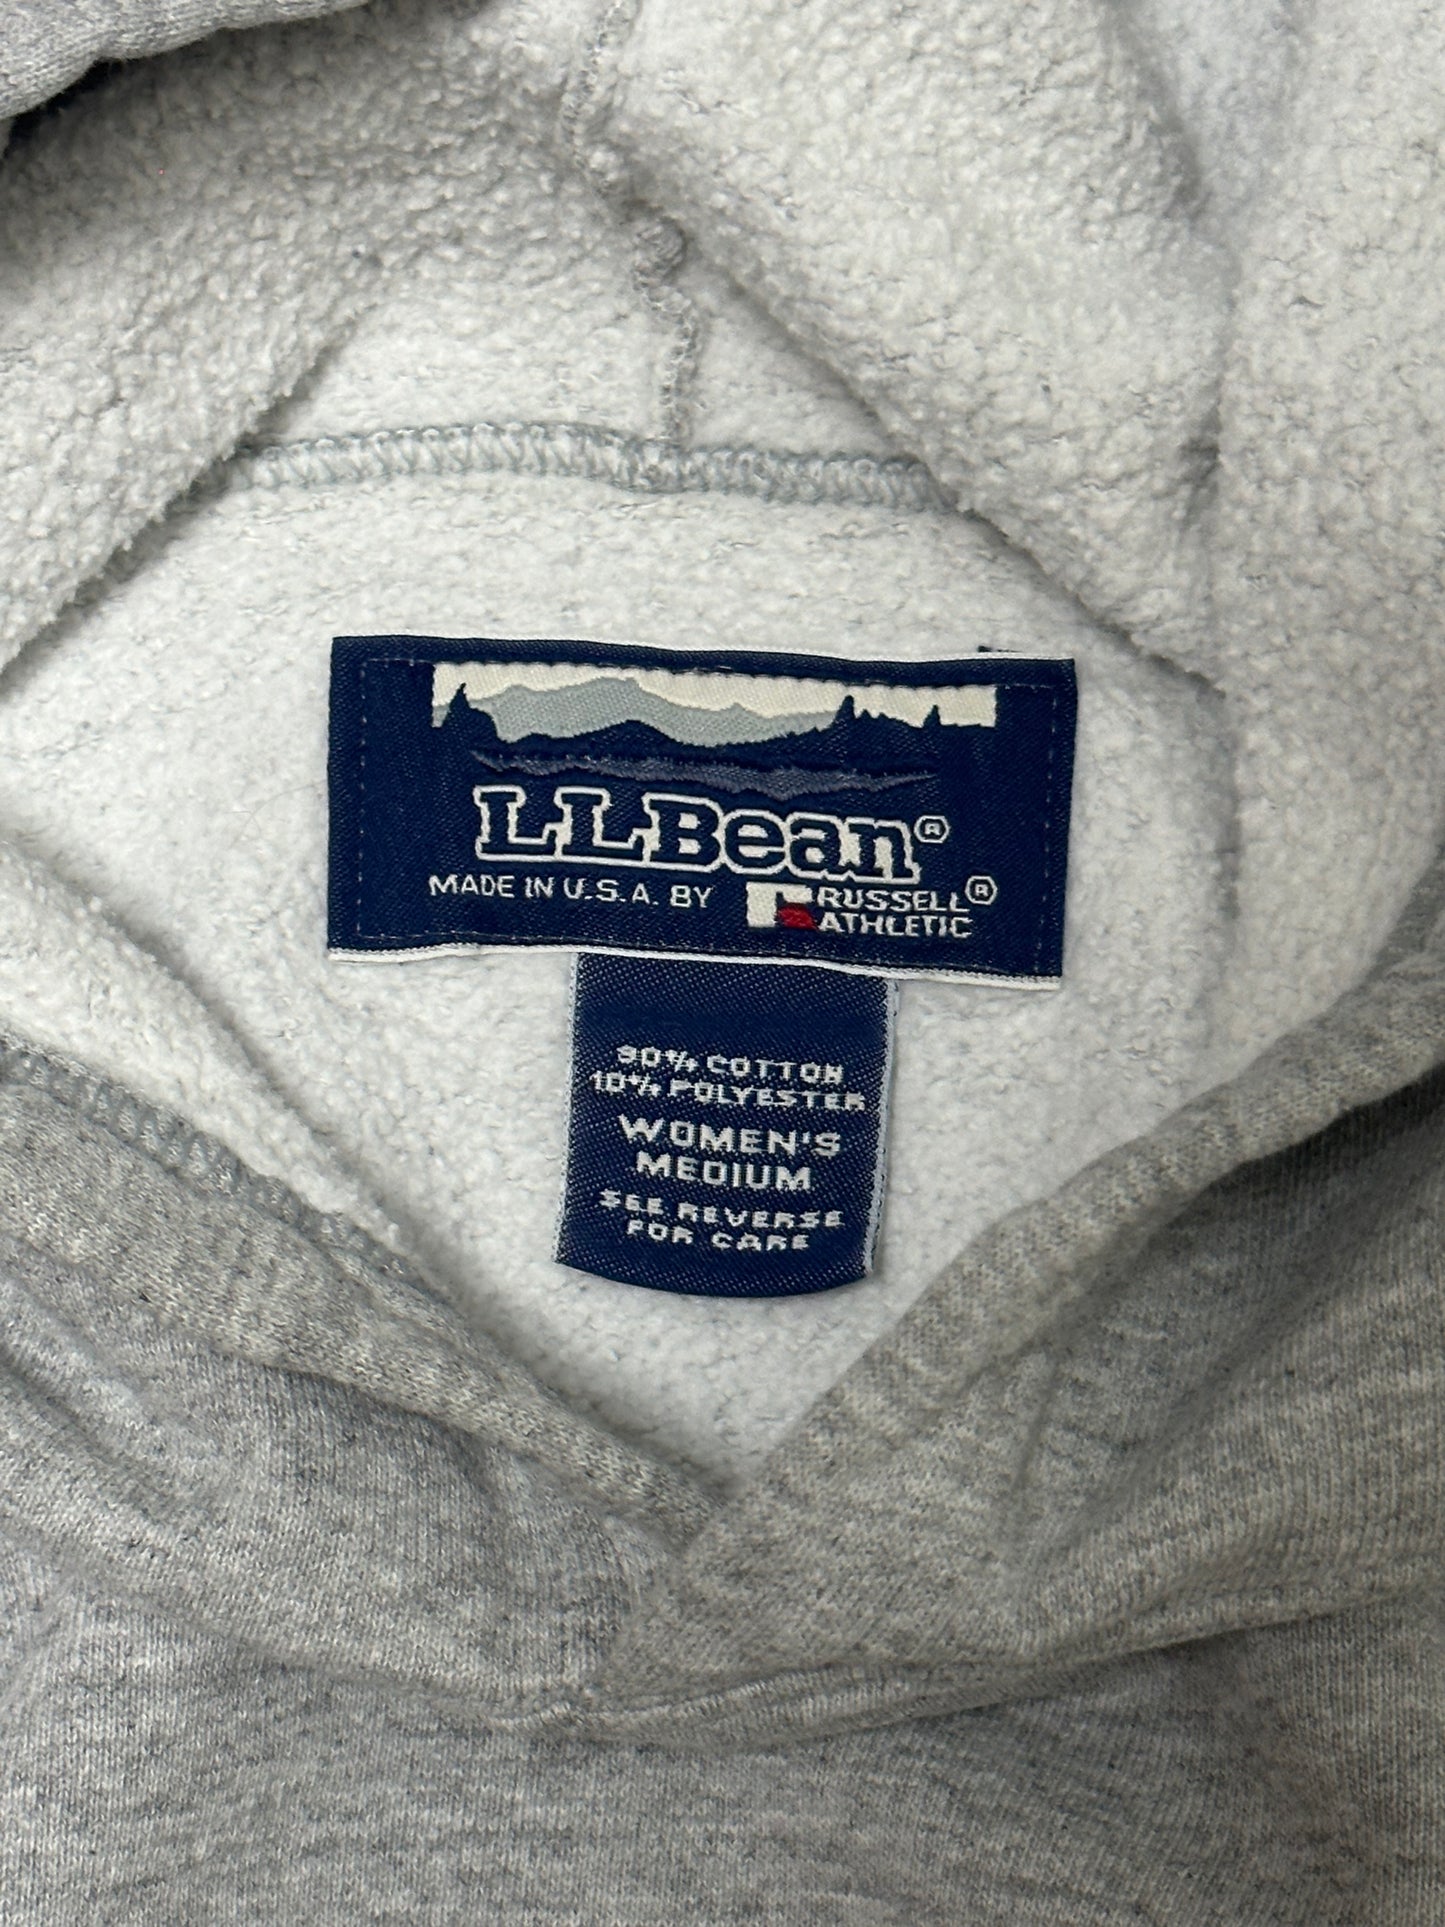 LLBean®
MADE IN U.S.A. BY RUSSELL®
ATHLETIC
90% COTTON
10% POLYESTER
WOMEN'S
MEDIUM
SEE REVERSE
FOR CARE